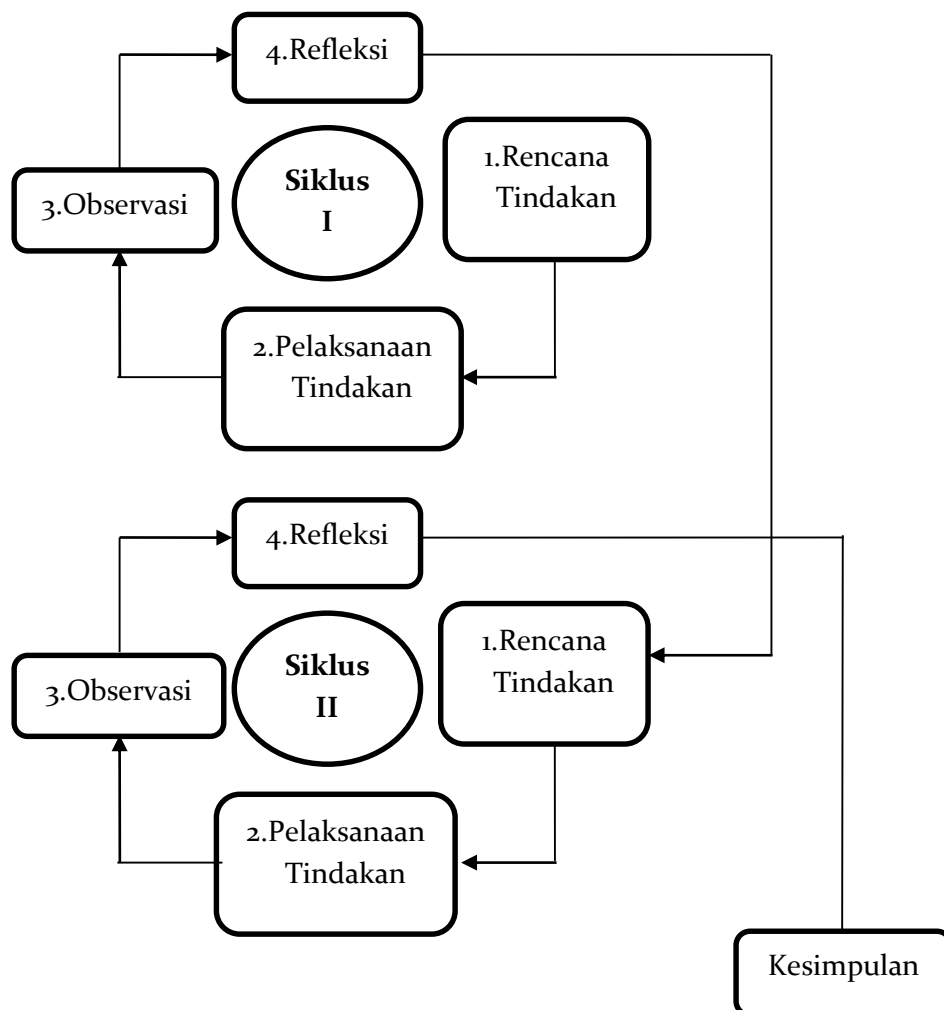 4.Refleksi
Siklus
I
1.Rencana
Tindakan
3.Observasi
2.Pelaksanaan
Tindakan
4.Refleksi
Siklus
II
1.Rencana
Tindakan
3.Observasi
2.Pelaksanaan
Tindakan
Kesimpulan